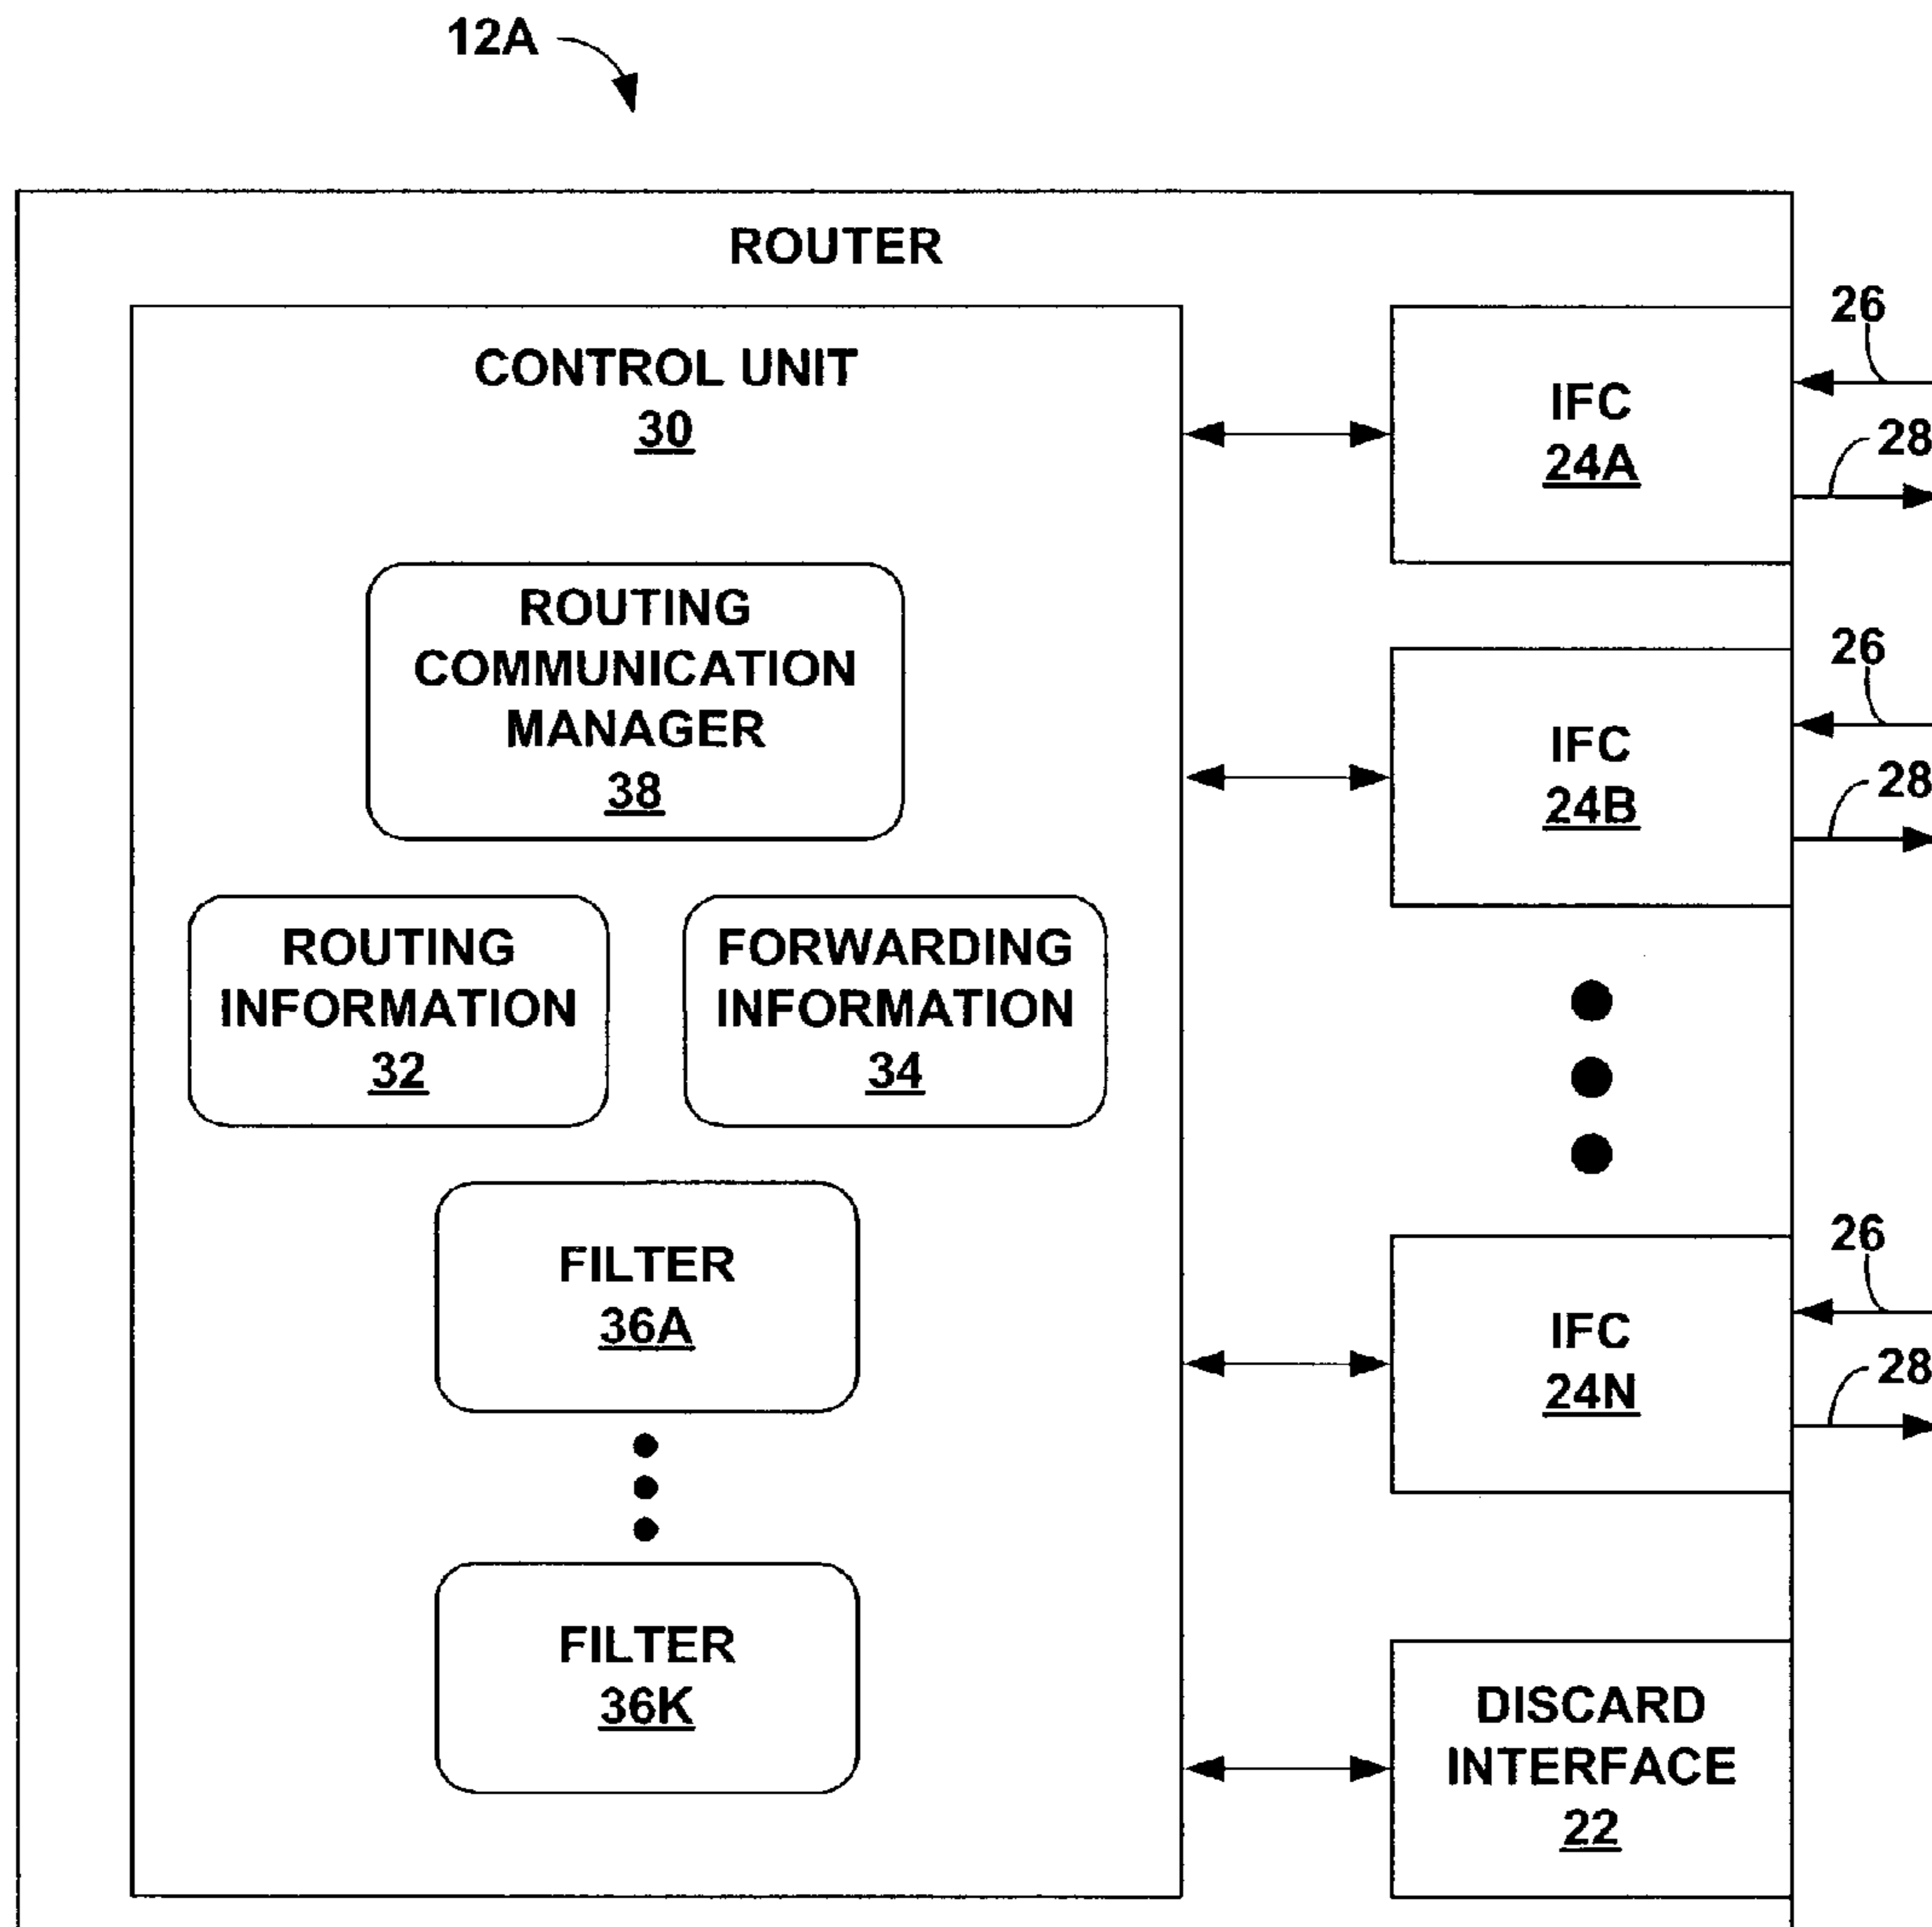 12A
ROUTER
CONTROL UNIT
30
ROUTING
COMMUNICATION
MANAGER
38
ROUTING
INFORMATION
32
FORWARDING
INFORMATION
34
FILTER
36A
FILTER
36K
IFC
24A
26
28
IFC
24B
26
28
IFC
24N
26
28
DISCARD
INTERFACE
22